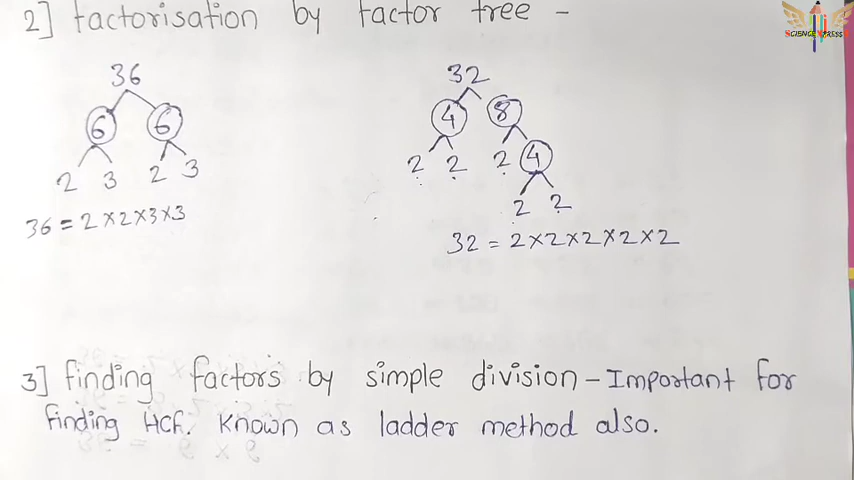 2] factorisation by factor tree -
SCIENCE XPRESS
36
6 6
2 3 2 3
36 = 2 × 2 × 3 × 3
32
4 8
2 2 2 4
2 2
32 = 2 × 2 × 2 × 2 × 2
3] finding factors by simple division - Important for
finding HCF. Known as ladder method also.